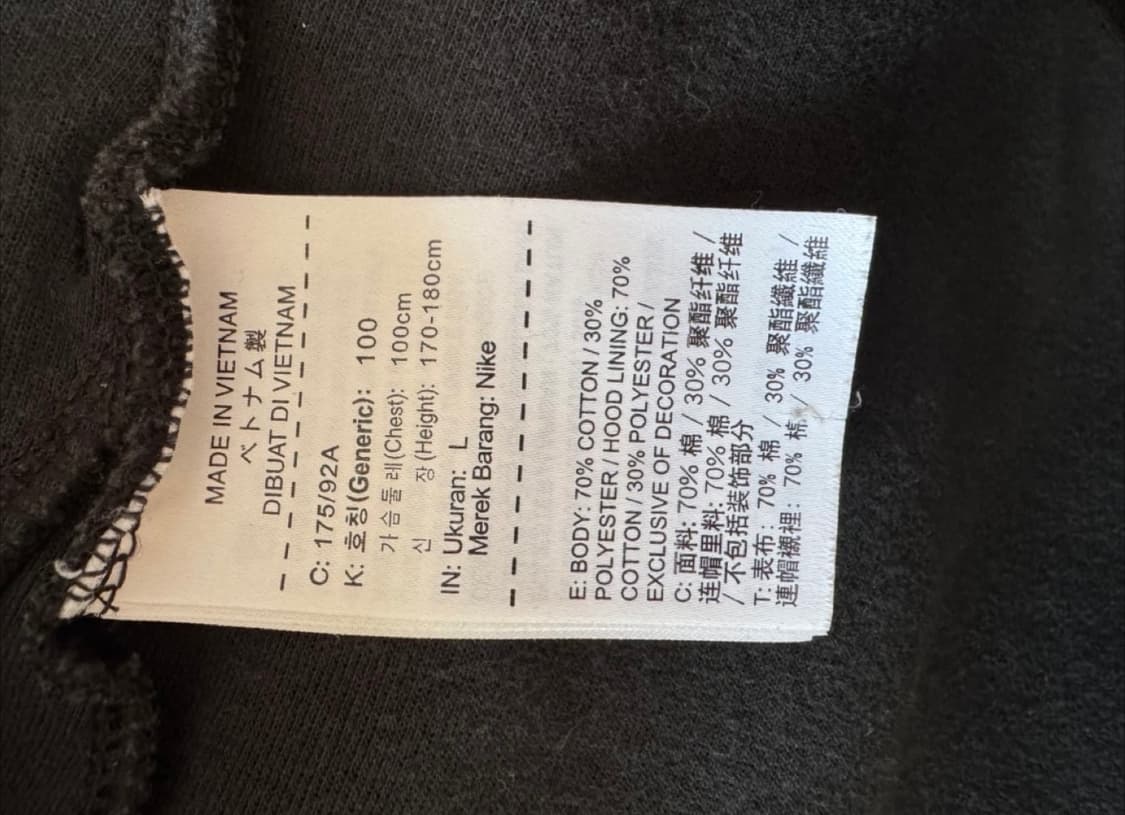 MADE IN VIETNAM
ベトナム製
DIBUAT DI VIETNAM
C: 175/92A
K: 호칭(Generic): 100
가슴둘레(Chest): 100cm
신 장 (Height): 170-180cm
IN: Ukuran: L
Merek Barang: Nike
E: BODY: 70% COTTON / 30%
POLYESTER / HOOD LINING: 70%
COTTON / 30% POLYESTER /
EXCLUSIVE OF DECORATION
C: 面料: 70% 棉 / 30% 聚酯纤维 /
连帽里料: 70% 棉 / 30% 聚酯纤维
/ 不包括装饰部分
T: 表布: 70% 棉 / 30% 聚酯纖維 /
連帽襯裡: 70% 棉 / 30% 聚酯纖維